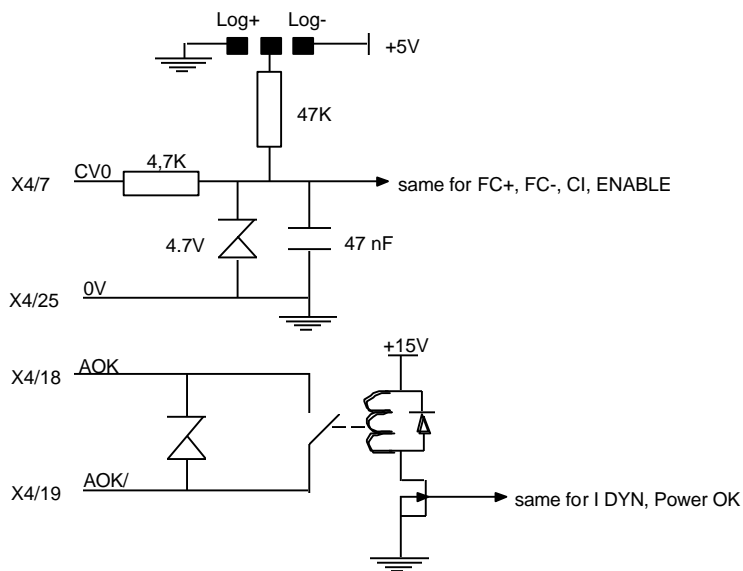 Log+ Log-
+5V
47K
4,7K
X4/7 CV0
same for FC+, FC-, CI, ENABLE
4.7V
47 nF
X4/25 0V
+15V
X4/18 AOK
X4/19 AOK/
same for I DYN, Power OK